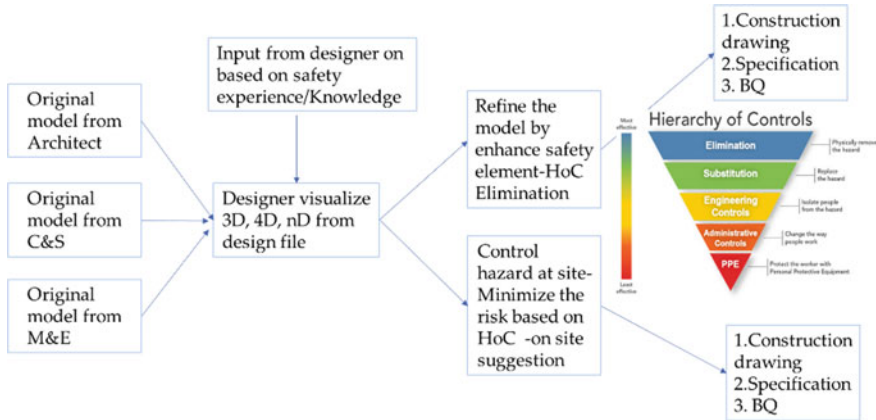 Original
model from
Architect
Original
model from
C&S
Original
model from
M&E
Input from designer on
based on safety
experience/Knowledge
Designer visualize
3D, 4D, nD from
design file
Refine the
model by
enhance safety
element-HoC
Elimination
Control
hazard at site-
Minimize the
risk based on
HoC -on site
suggestion
1.Construction
drawing
2.Specification
3. BQ
Hierarchy of Controls
Most
effective
Elimination
Physically remove
the hazard
Substitution
Replace
the hazard
Engineering
Controls
Isolate people
from the hazard
Administrative
Controls
Change the way
people work
PPE
Protect the worker with
Personal Protective Equipment
Least
effective
1.Construction
drawing
2.Specification
3. BQ